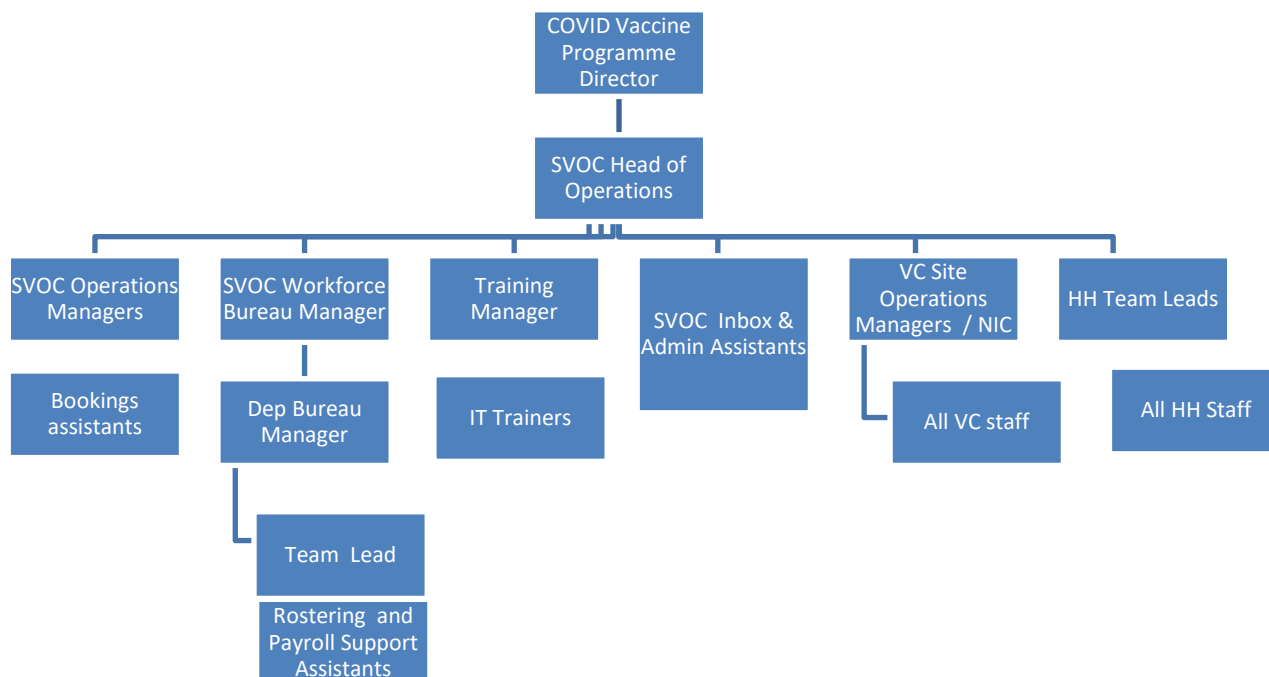 COVID Vaccine
Programme
Director
SVOC Head of
Operations
SVOC Operations
Managers
SVOC Workforce
Bureau Manager
Training
Manager
SVOC Inbox &
Admin Assistants
VC Site
Operations
Managers / NIC
HH Team Leads
Bookings
assistants
Dep Bureau
Manager
IT Trainers
All VC staff
All HH Staff
Team Lead
Rostering and
Payroll Support
Assistants